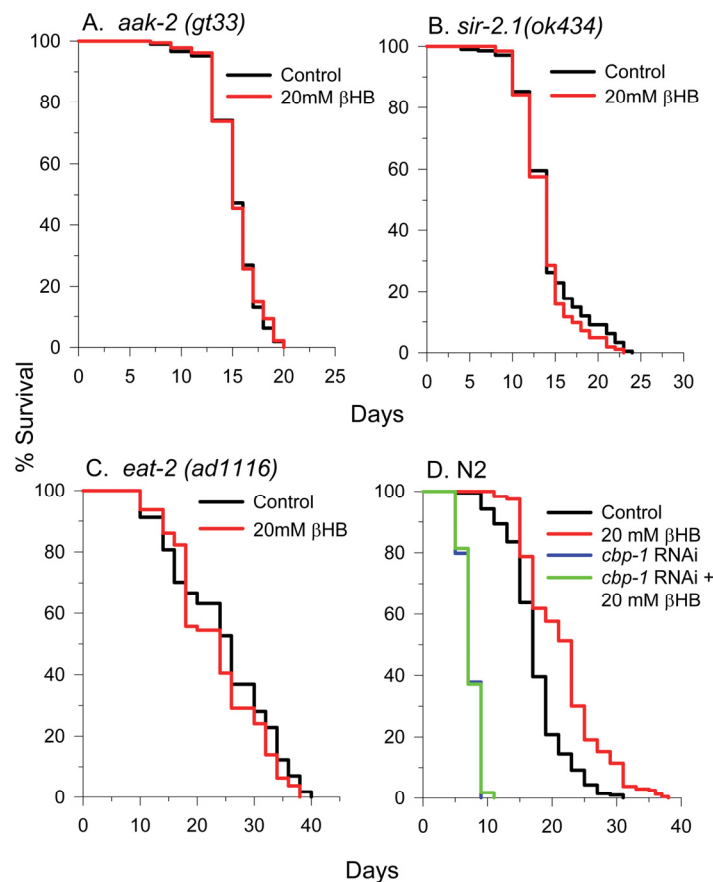 A. aak-2 (gt33)
100
80
60
40
20
0
Control
20mM βHB
0 5 10 15 20 25
B. sir-2.1(ok434)
100
80
60
40
20
0
Control
20mM βHB
0 5 10 15 20 25 30
Days
% Survival
C. eat-2 (ad1116)
100
80
60
40
20
0
Control
20mM βHB
0 10 20 30 40
D. N2
100
80
60
40
20
0
Control
20 mM βHB
cbp-1 RNAi
cbp-1 RNAi +
20 mM βHB
0 10 20 30 40
Days